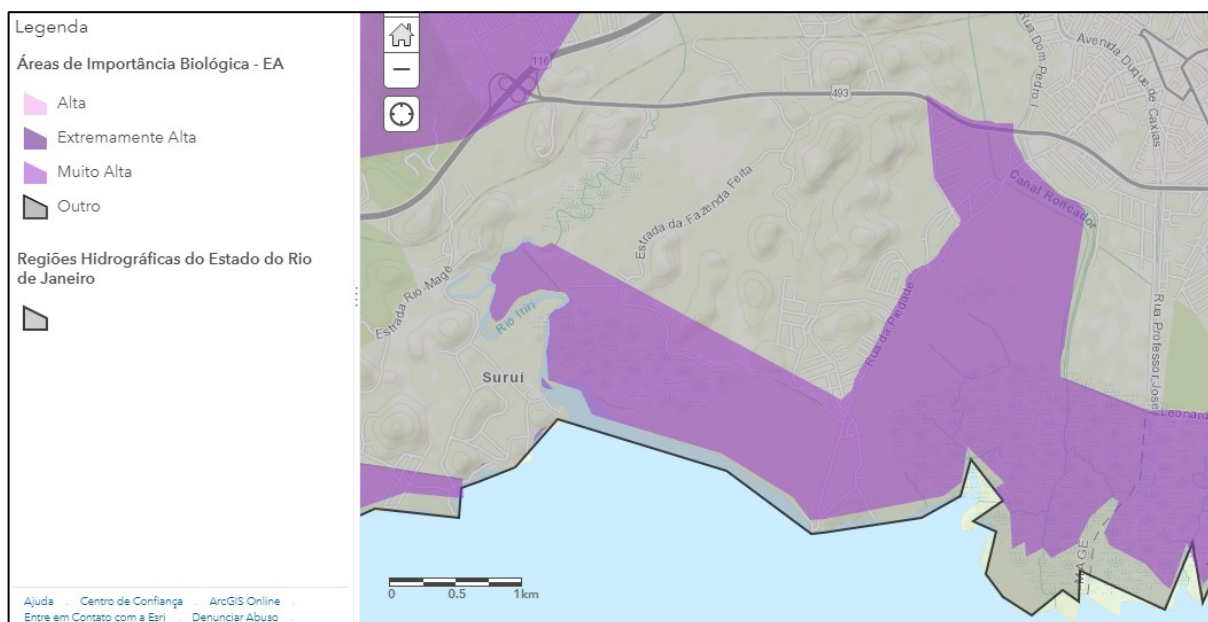 Legenda
Áreas de Importância Biológica - EA
Alta
Extremamente Alta
Muito Alta
Outro
Regiões Hidrográficas do Estado do Rio
de Janeiro
Ajuda . Centro de Confiança . ArcGIS Online .
Entre em Contato com a Esri . Denunciar Abuso .
116
493
Rua Dom Pedro I
Avenida Duque de Caxias
Estrada da Fazenda Feita
Canal Roncador
Estrada Rio-Magé
Rio Iriri
Rua da Piedade
Rua Professor Jose
Suruí
Leonard
MAGE
0 0.5 1km